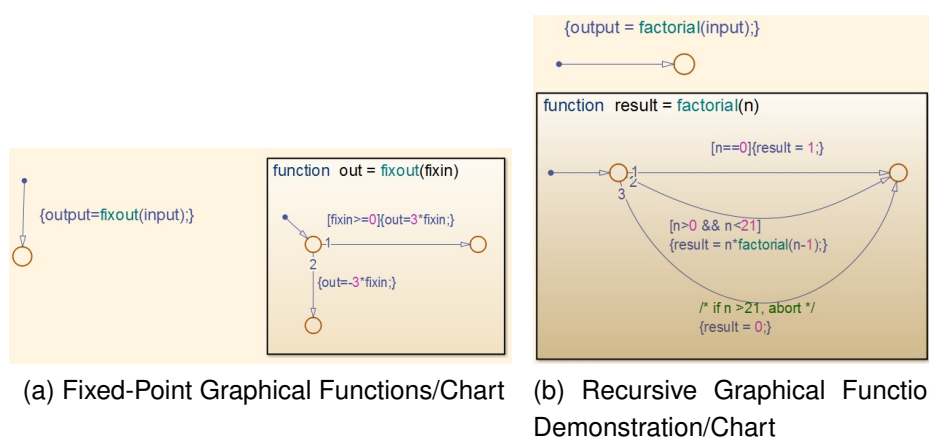 {output=fixout(input);}
function out = fixout(fixin)
[fixin>=0]{out=3*fixin;}
1
2
{out=-3*fixin;}
(a) Fixed-Point Graphical Functions/Chart
{output = factorial(input);}
function result = factorial(n)
[n==0]{result = 1;}
1
2
3
[n>0 && n<21]
{result = n*factorial(n-1);}
/* if n >21, abort */
{result = 0;}
(b) Recursive Graphical Functio
Demonstration/Chart